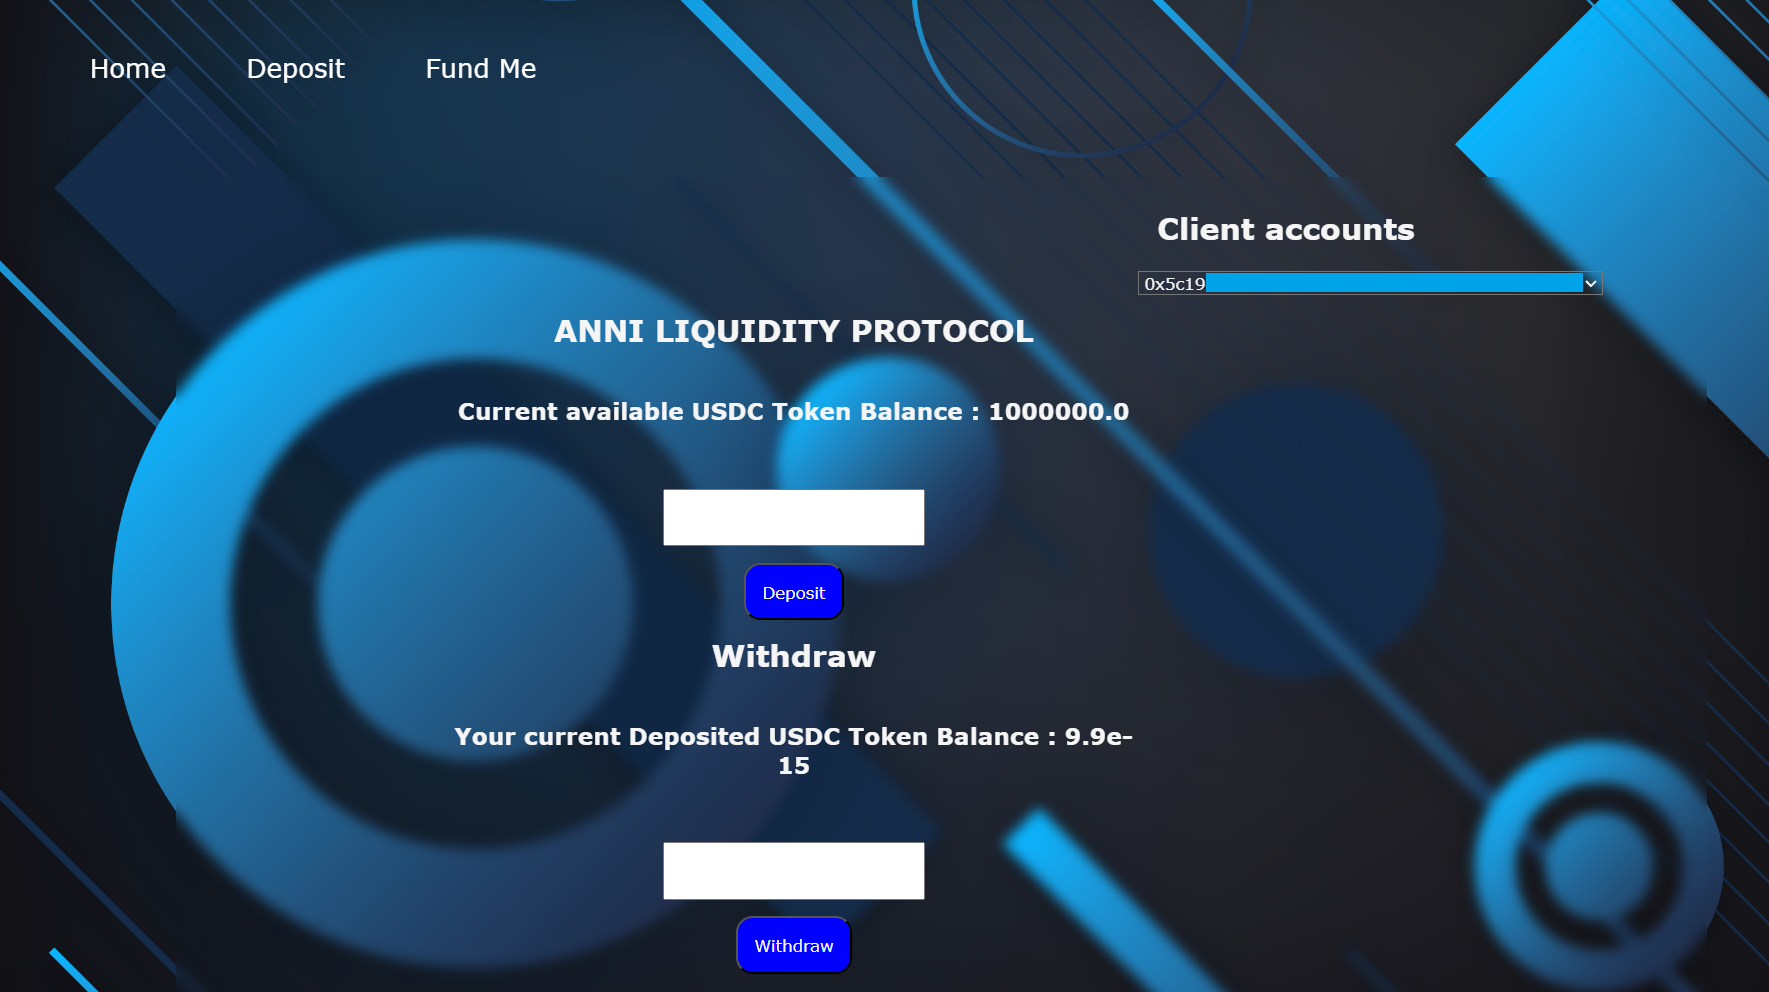 Home Deposit Fund Me
Client accounts
0x5c19
ANNI LIQUIDITY PROTOCOL
Current available USDC Token Balance : 1000000.0
Deposit
Withdraw
Your current Deposited USDC Token Balance : 9.9e-
15
Withdraw